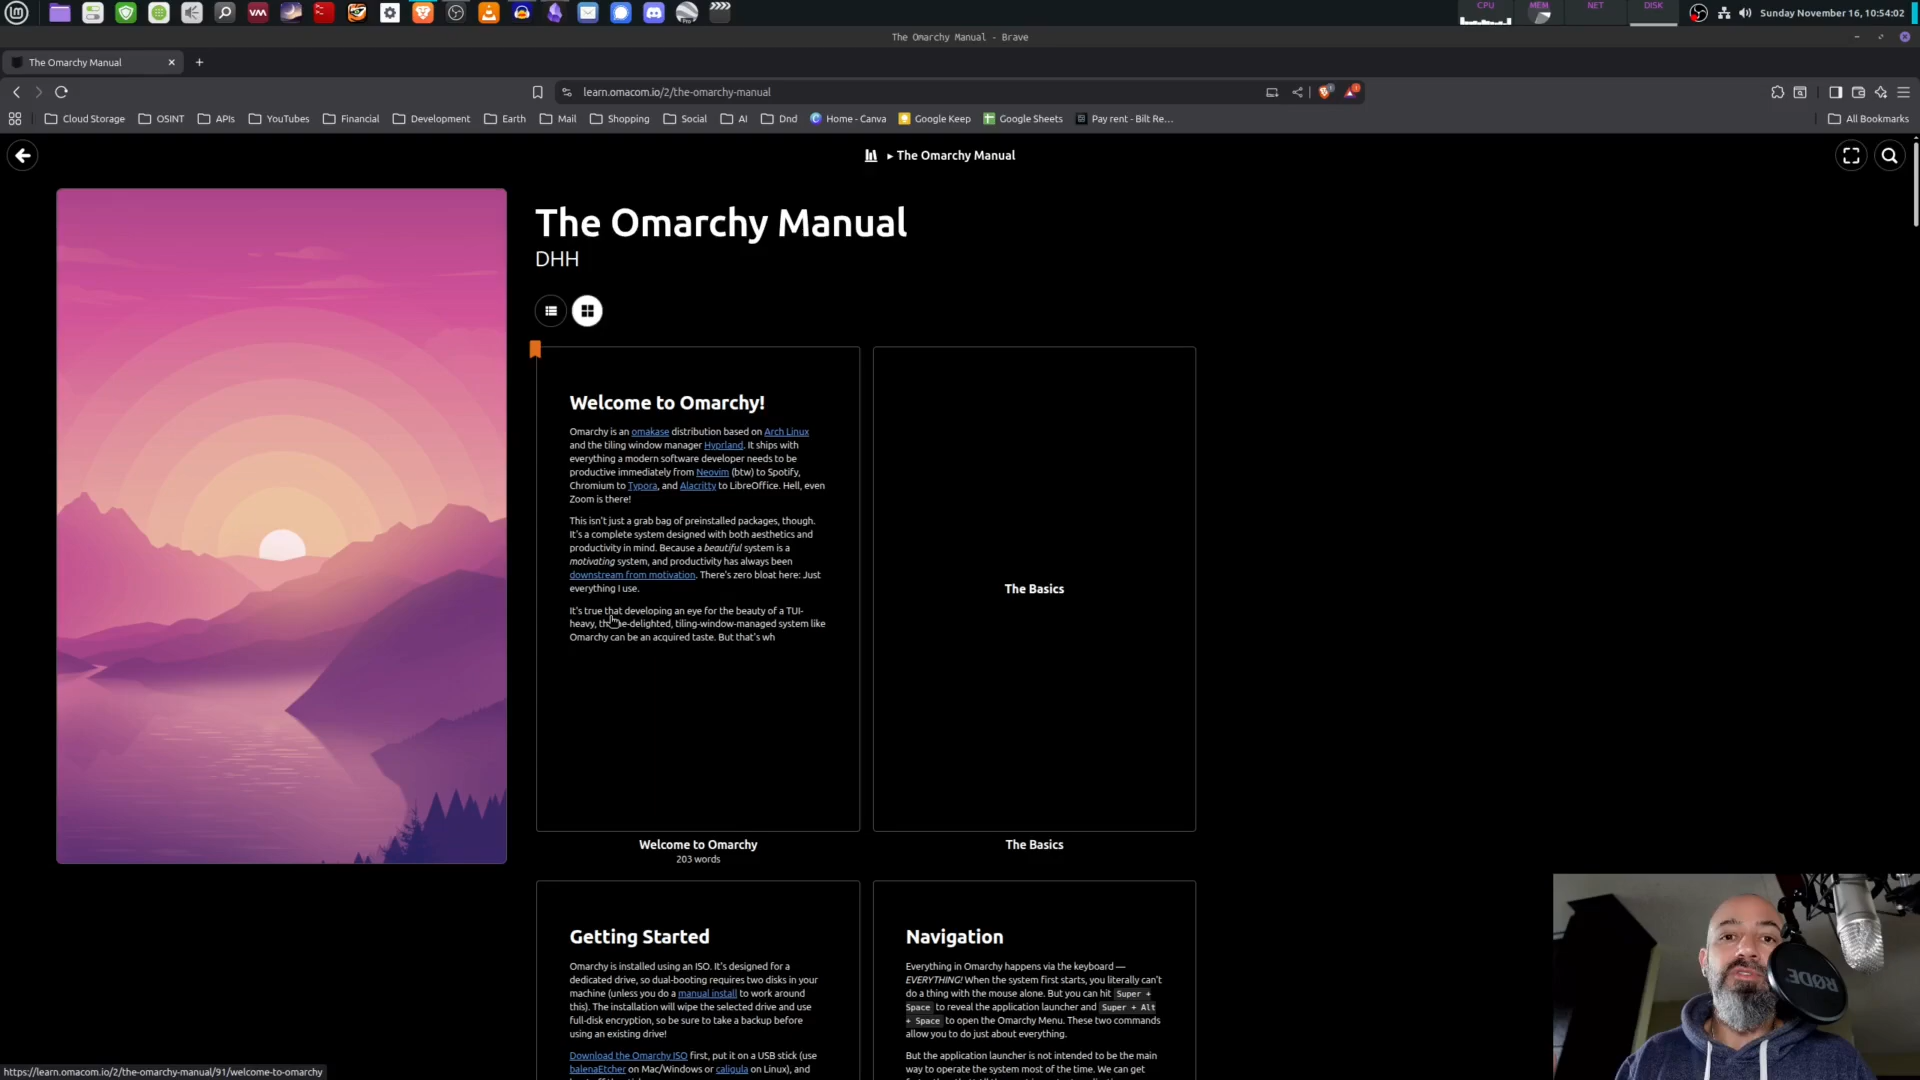 CPU
MEM
NET
DISK
Sunday November 16, 10:54:02
The Omarchy Manual - Brave
The Omarchy Manual
learn.omacom.io/2/the-omarchy-manual
Cloud Storage
OSINT
APIs
YouTubes
Financial
Development
Earth
Mail
Shopping
Social
AI
Dnd
Home - Canva
Google Keep
Google Sheets
Pay rent - Bilt Re...
All Bookmarks
▸ The Omarchy Manual
The Omarchy Manual
DHH
Welcome to Omarchy!
Omarchy is an omakase distribution based on Arch Linux
and the tiling window manager Hyprland. It ships with
everything a modern software developer needs to be
productive immediately from Neovim (btw) to Spotify,
Chromium to Typora, and Alacritty to LibreOffice. Hell, even
Zoom is there!
This isn't just a grab bag of preinstalled packages, though.
It's a complete system designed with both aesthetics and
productivity in mind. Because a beautiful system is a
motivating system, and productivity has always been
downstream from motivation. There's zero bloat here: Just
everything I use.
It's true that developing an eye for the beauty of a TUI-
heavy, theme-delighted, tiling-window-managed system like
Omarchy can be an acquired taste. But that's wh
Welcome to Omarchy
203 words
The Basics
The Basics
Getting Started
Omarchy is installed using an ISO. It's designed for a
dedicated drive, so dual-booting requires two disks in your
machine (unless you do a manual install to work around
this). The installation will wipe the selected drive and use
full-disk encryption, so be sure to take a backup before
using an existing drive!
Download the Omarchy ISO first, put it on a USB stick (use
balenaEtcher on Mac/Windows or caligula on Linux), and
Navigation
Everything in Omarchy happens via the keyboard —
EVERYTHING! When the system first starts, you literally can't
do a thing with the mouse alone. But you can hit Super +
Space to reveal the application launcher and Super + Alt
+ Space to open the Omarchy Menu. These two commands
allow you to do just about everything.
But the application launcher is not intended to be the main
way to operate the system most of the time. We can get
https://learn.omacom.io/2/the-omarchy-manual/91/welcome-to-omarchy
RØDE